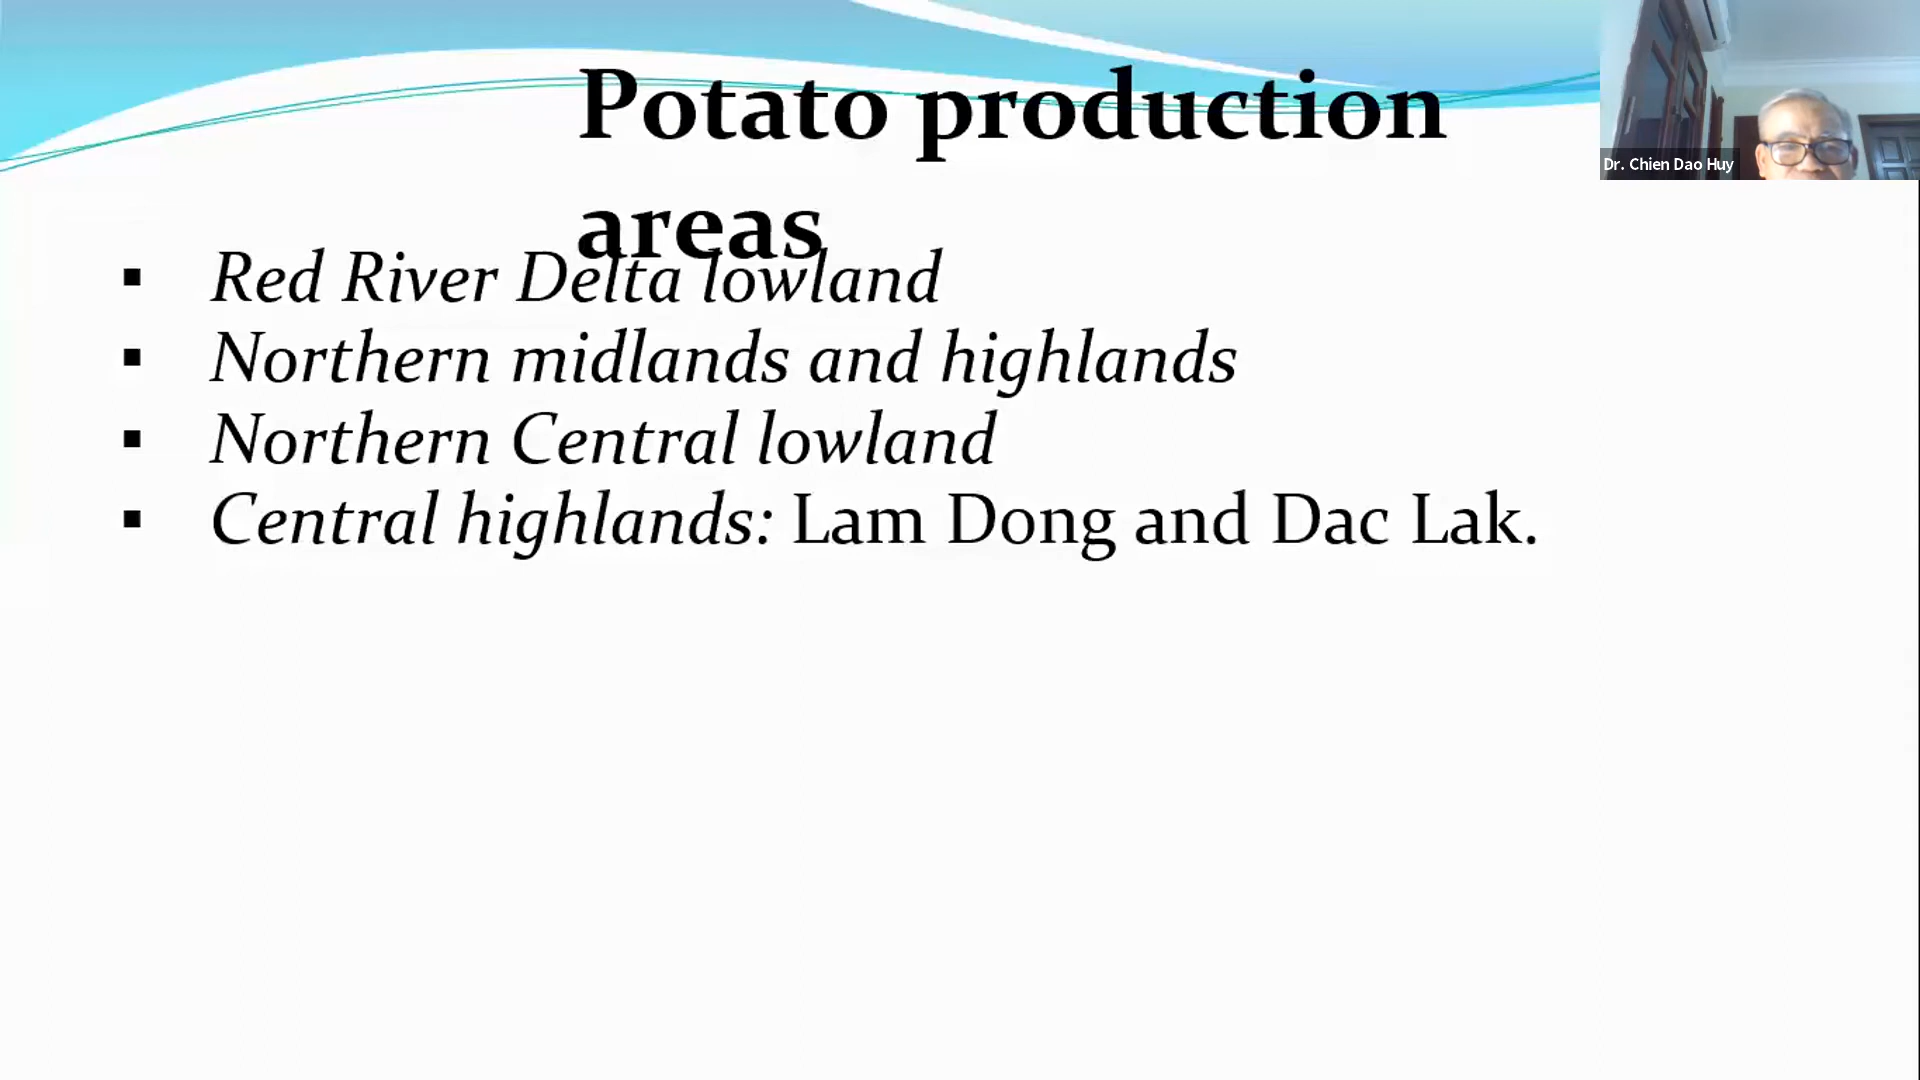 Potato production
areas
Dr. Chien Dao Huy
▪ Red River Delta lowland
▪ Northern midlands and highlands
▪ Northern Central lowland
▪ Central highlands: Lam Dong and Dac Lak.